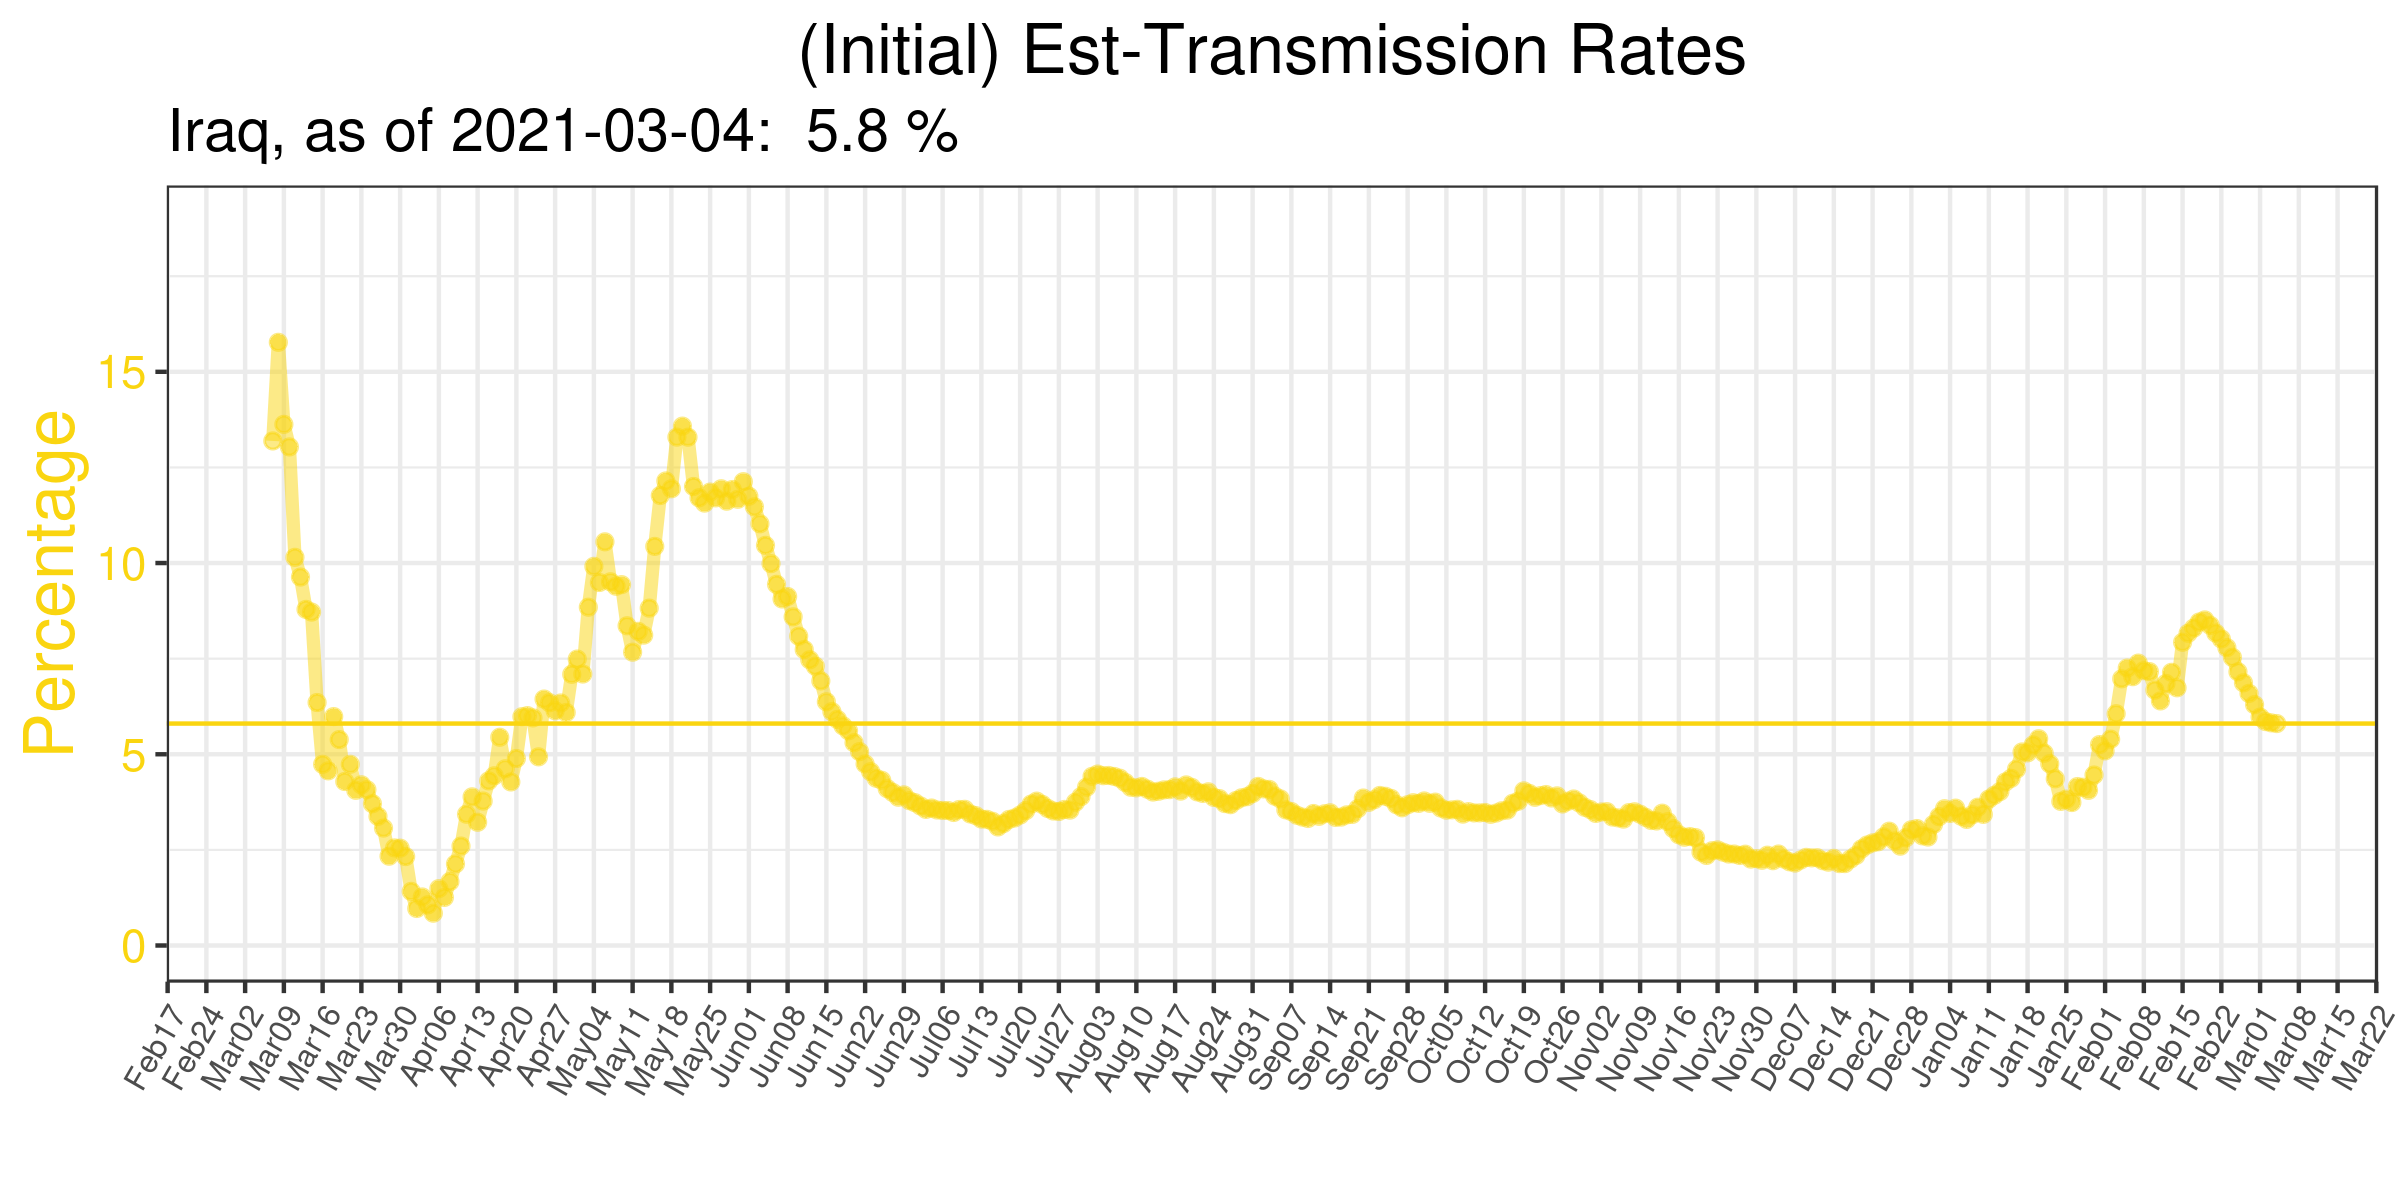 (Initial) Est-Transmission Rates
Iraq, as of 2021-03-04:  5.8 %
Percentage
15
10
5
0
Feb17
Feb24
Mar02
Mar09
Mar16
Mar23
Mar30
Apr06
Apr13
Apr20
Apr27
May04
May11
May18
May25
Jun01
Jun08
Jun15
Jun22
Jun29
Jul06
Jul13
Jul20
Jul27
Aug03
Aug10
Aug17
Aug24
Aug31
Sep07
Sep14
Sep21
Sep28
Oct05
Oct12
Oct19
Oct26
Nov02
Nov09
Nov16
Nov23
Nov30
Dec07
Dec14
Dec21
Dec28
Jan04
Jan11
Jan18
Jan25
Feb01
Feb08
Feb15
Feb22
Mar01
Mar08
Mar15
Mar22